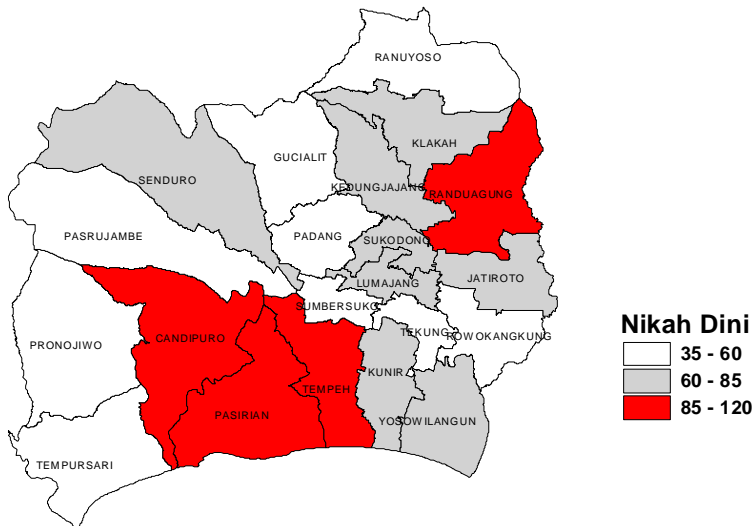 RANUYOSO
KLAKAH
GUCIALIT
SENDURO
KEDUNGJAJANG
RANDUAGUNG
PASRUJAMBE
PADANG
SUKODONO
JATIROTO
LUMAJANG
SUMBERSUKO
TEKUNG
ROWOKANGKUNG
PRONOJIWO
CANDIPURO
KUNIR
TEMPEH
PASIRIAN
YOSOWILANGUN
TEMPURSARI
Nikah Dini
35 - 60
60 - 85
85 - 120